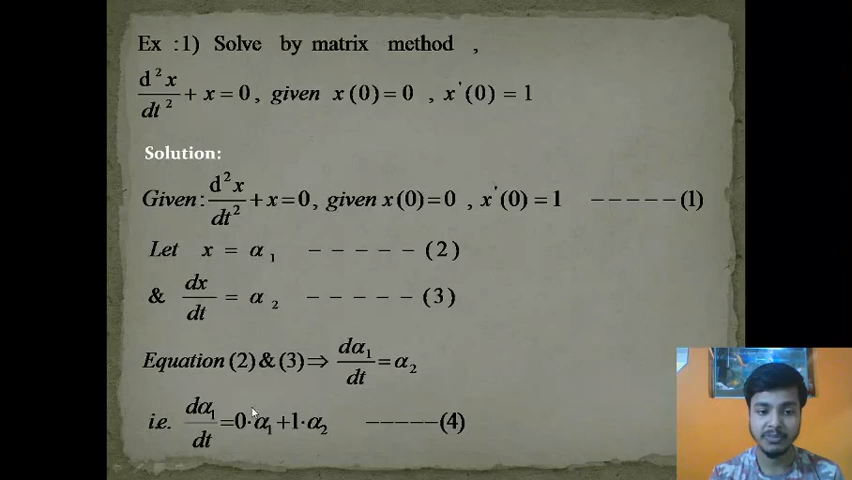 Ex :1) Solve by matrix method ,
d²x/dt² + x = 0 , given x (0) = 0 , x'(0) = 1
Solution:
Given: d²x/dt² + x = 0 , given x (0) = 0 , x'(0) = 1 – – – – – (1)
Let x = α₁ – – – – – (2)
& dx/dt = α₂ – – – – – (3)
Equation (2) & (3) ⇒ dα₁/dt = α₂
i.e. dα₁/dt = 0·α₁ + 1·α₂ – – – – – (4)